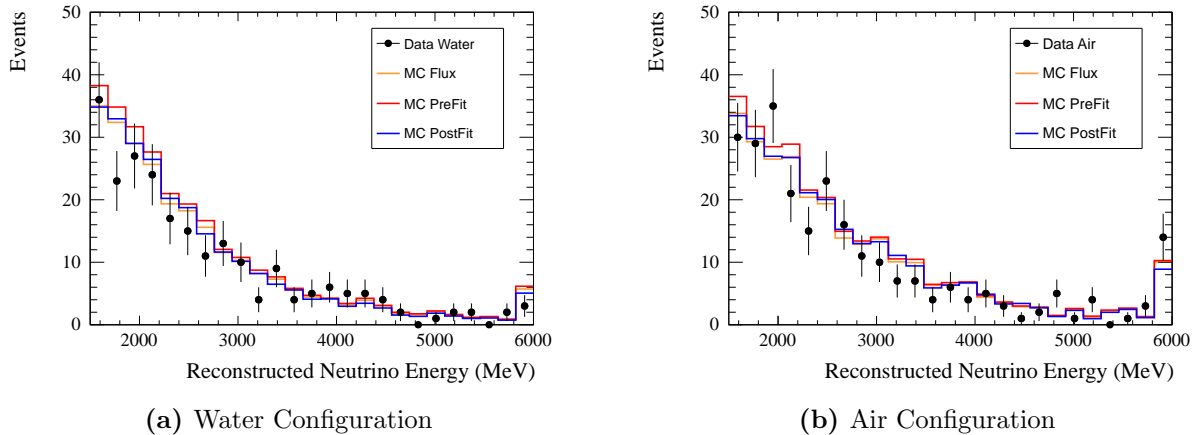 Events
50
40
30
20
10
0
Data Water
MC Flux
MC PreFit
MC PostFit
2000 3000 4000 5000 6000
Reconstructed Neutrino Energy (MeV)
(a) Water Configuration
Events
50
40
30
20
10
0
Data Air
MC Flux
MC PreFit
MC PostFit
2000 3000 4000 5000 6000
Reconstructed Neutrino Energy (MeV)
(b) Air Configuration